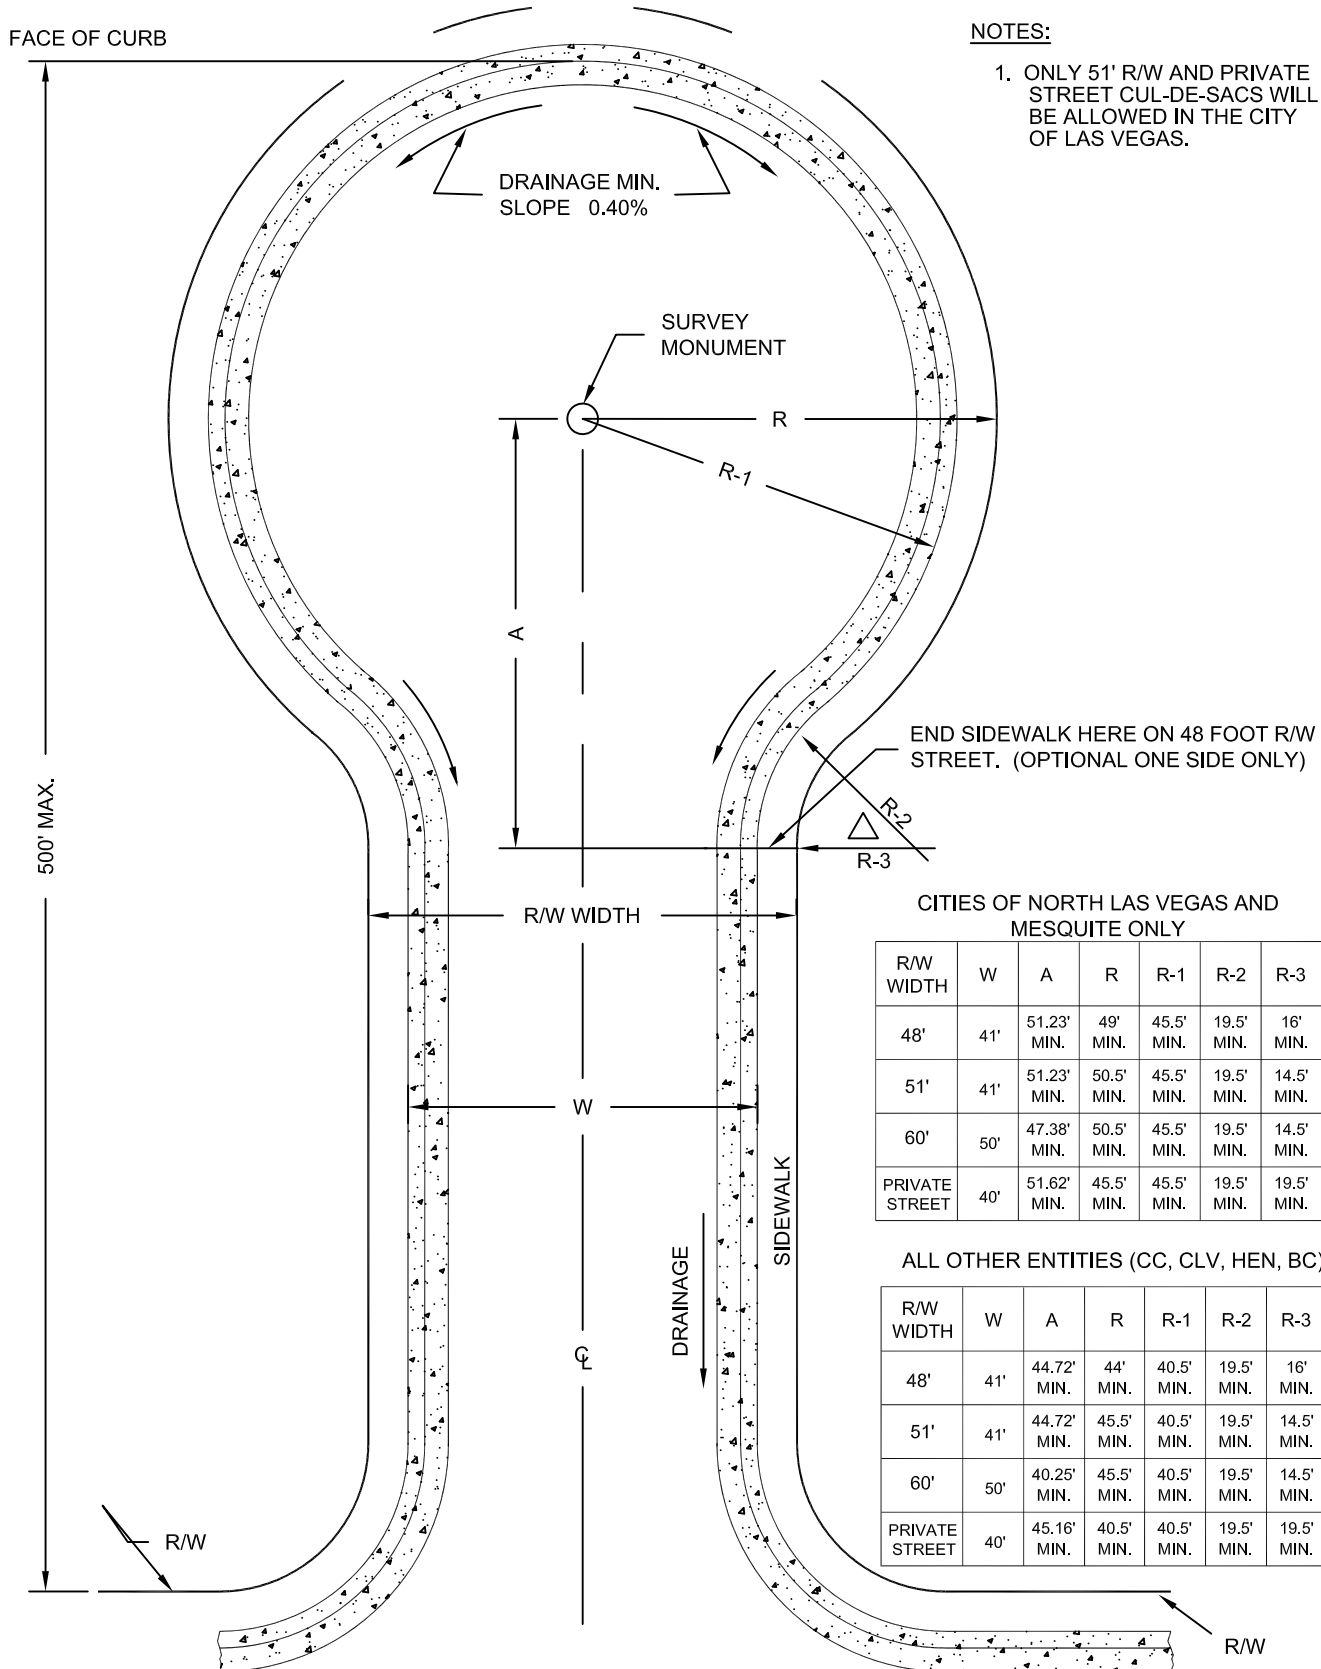 FACE OF CURB
NOTES:
1. ONLY 51' R/W AND PRIVATE
STREET CUL-DE-SACS WILL
BE ALLOWED IN THE CITY
OF LAS VEGAS.
DRAINAGE MIN.
SLOPE 0.40%
SURVEY
MONUMENT
R
R-1
A
500' MAX.
END SIDEWALK HERE ON 48 FOOT R/W
STREET. (OPTIONAL ONE SIDE ONLY)
R-2
R-3
R/W WIDTH
W
SIDEWALK
DRAINAGE
CL
R/W
R/W
CITIES OF NORTH LAS VEGAS AND
MESQUITE ONLY
R/W WIDTH W A R R-1 R-2 R-3
48' 41' 51.23' MIN. 49' MIN. 45.5' MIN. 19.5' MIN. 16' MIN.
51' 41' 51.23' MIN. 50.5' MIN. 45.5' MIN. 19.5' MIN. 14.5' MIN.
60' 50' 47.38' MIN. 50.5' MIN. 45.5' MIN. 19.5' MIN. 14.5' MIN.
PRIVATE STREET 40' 51.62' MIN. 45.5' MIN. 45.5' MIN. 19.5' MIN. 19.5' MIN.
ALL OTHER ENTITIES (CC, CLV, HEN, BC)
R/W WIDTH W A R R-1 R-2 R-3
48' 41' 44.72' MIN. 44' MIN. 40.5' MIN. 19.5' MIN. 16' MIN.
51' 41' 44.72' MIN. 45.5' MIN. 40.5' MIN. 19.5' MIN. 14.5' MIN.
60' 50' 40.25' MIN. 45.5' MIN. 40.5' MIN. 19.5' MIN. 14.5' MIN.
PRIVATE STREET 40' 45.16' MIN. 40.5' MIN. 40.5' MIN. 19.5' MIN. 19.5' MIN.